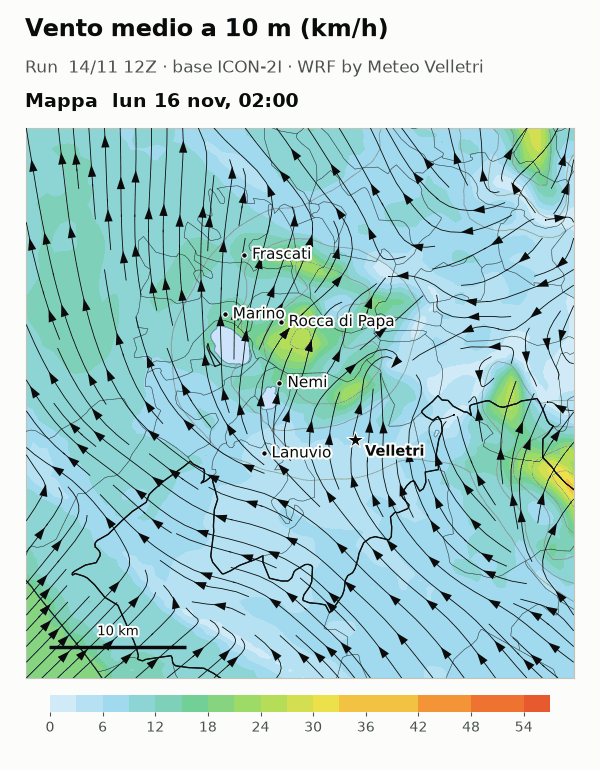 Vento medio a 10 m (km/h)
Run  14/11 12Z · base ICON-2I · WRF by Meteo Velletri
Mappa  lun 16 nov, 02:00
Frascati
Marino
Rocca di Papa
Nemi
Velletri
Lanuvio
10 km
0 6 12 18 24 30 36 42 48 54